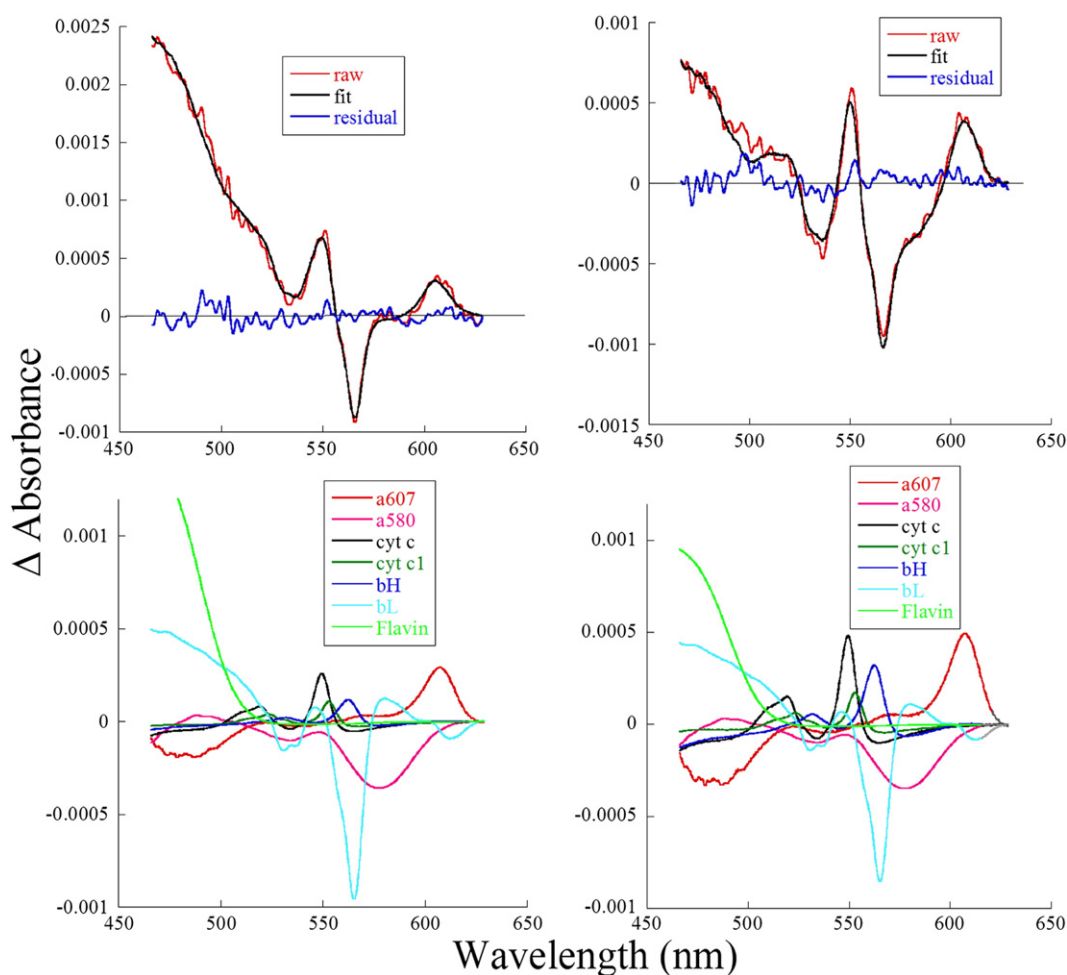 Δ Absorbance
0.0025
0.002
0.0015
0.001
0.0005
0
-0.0005
-0.001
450 500 550 600 650
raw
fit
residual
0.001
0.0005
0
-0.0005
-0.001
-0.0015
450 500 550 600 650
raw
fit
residual
0.001
0.0005
0
-0.0005
-0.001
450 500 550 600 650
a607
a580
cyt c
cyt c1
bH
bL
Flavin
0.001
0.0005
0
-0.0005
-0.001
450 500 550 600 650
a607
a580
cyt c
cyt c1
bH
bL
Flavin
Wavelength (nm)